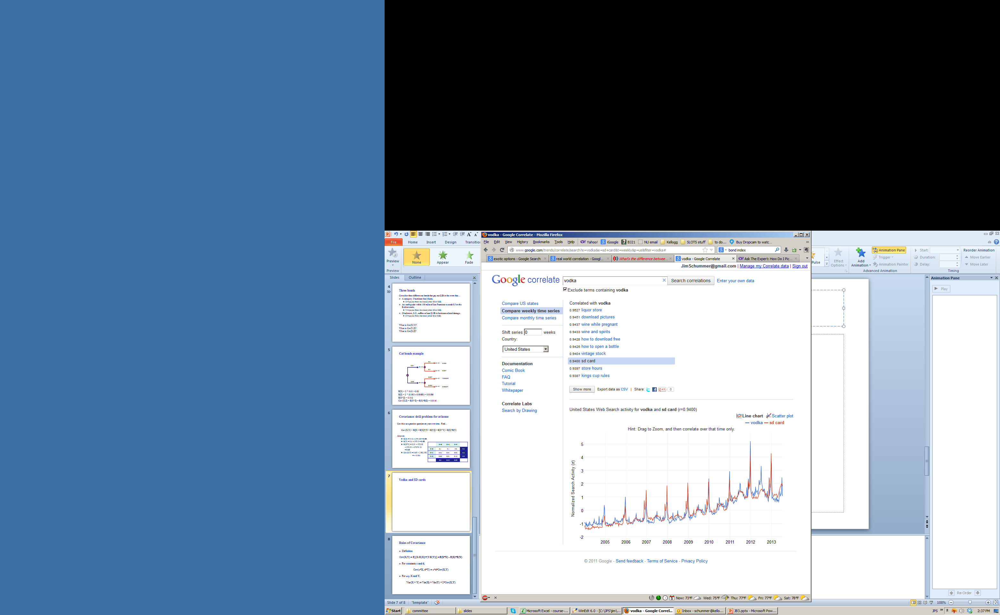 File
Home
Insert
Design
Transitio
Preview
None
Appear
Fade
Preview
Slides
Outline
4
Three bonds
Consider three different cat bonds that pay out $2B in the event that…
A category 5 hurricane hits Miami;
X = payout from this bond (either $0 or $2B).
An earthquake within 100 miles of San Francisco exceeds 8.5 on the
Richter scale;
Y = payout from this bond (either $0 or $2B).
Charleston, S.C., suffers at least $10B in hurricane-related damage.
Z = payout from this bond (either $0 or $2B).
What is Cov(X,Y)?
What is Cov(Y,Z)?
What is Cov(X,Z)?
5
Cat bonds example
E(X) = 2 * 0.01 = 0.02
E(X*Z) = 0.012
6
Covariance: drill problem for at home
Use this as a practice question on your own time. Find…
Cov(X,Y) = E[(X – E(X))*(Y – E(Y))] = E(X*Y) – E(X)*E(Y)
Answer:
7
Vodka and SD cards
8
Rules of Covariance
Definition
Cov(X,Y) = E[(X-E(X))*(Y-E(Y))] = E(X*Y) - E(X)*E(Y)
For constants c and d,
Cov(c*X, d*Y) = c*d*Cov(X,Y)
For any X and Y,
Var(X + Y) = Var(X) + Var(Y) + 2*Cov(X,Y)
Slide 7 of 8
"template"
vodka - Google Correlate - Mozilla Firefox
File Edit View History Bookmarks Tools Help
Yahoo! iGoogle BJ21 NU email Kellogg SLOTS stuff to do... Buy Dropcam to watc...
www.google.com/trends/correlate/search?e=vodka&e=sd+card&t=weekly&p=us&filter=vodka#
bond index
exotic options - Google Search
real world correlation - Googl...
What's the difference betwee...
vodka - Google Correlate
Ask The Expert: How Do I Pic...
JimSchummer@gmail.com | Manage my Correlate data | Sign out
Google correlate
vodka
Search correlations
Enter your own data
Exclude terms containing vodka
Compare US states
Compare weekly time series
Compare monthly time series
Shift series 0 weeks
Country:
United States
Documentation
Comic Book
FAQ
Tutorial
Whitepaper
Correlate Labs
Search by Drawing
Correlated with vodka
0.9527 liquor store
0.9451 download pictures
0.9437 wine while pregnant
0.9433 wine and spirits
0.9428 how to download free
0.9425 how to open a bottle
0.9404 vintage stock
0.9400 sd card
0.9397 store hours
0.9387 kings cup rules
Show more
Export data as CSV | Share:
+1
0
United States Web Search activity for vodka and sd card (r=0.9400)
Line chart
Scatter plot
vodka
sd card
Hint: Drag to Zoom, and then correlate over that time only.
Normalized Search Activity (σ)
5
4
3
2
1
0
-1
-2
2005 2006 2007 2008 2009 2010 2011 2012 2013
© 2011 Google - Send feedback - Terms of Service - Privacy Policy
ABP
Now: 73°F
Wed: 75°F
Thu: 77°F
Fri: 77°F
Sat: 78°F
Pulse
Effect
Options
Add
Animation
Animation Pane
Trigger
Animation Painter
Advanced Animation
Start:
Duration:
Delay:
Reorder Animation
Move Earlier
Move Later
Timing
Animation Pane
Play
Re-Order
108%
Start
committee
slides
Microsoft Excel - course-...
WinEdt 6.0 - [C:\JPS\jim\...
vodka - Google Correl...
Inbox - schummer@kello...
JB3.pptx - Microsoft Pow...
JPS
2:37 PM